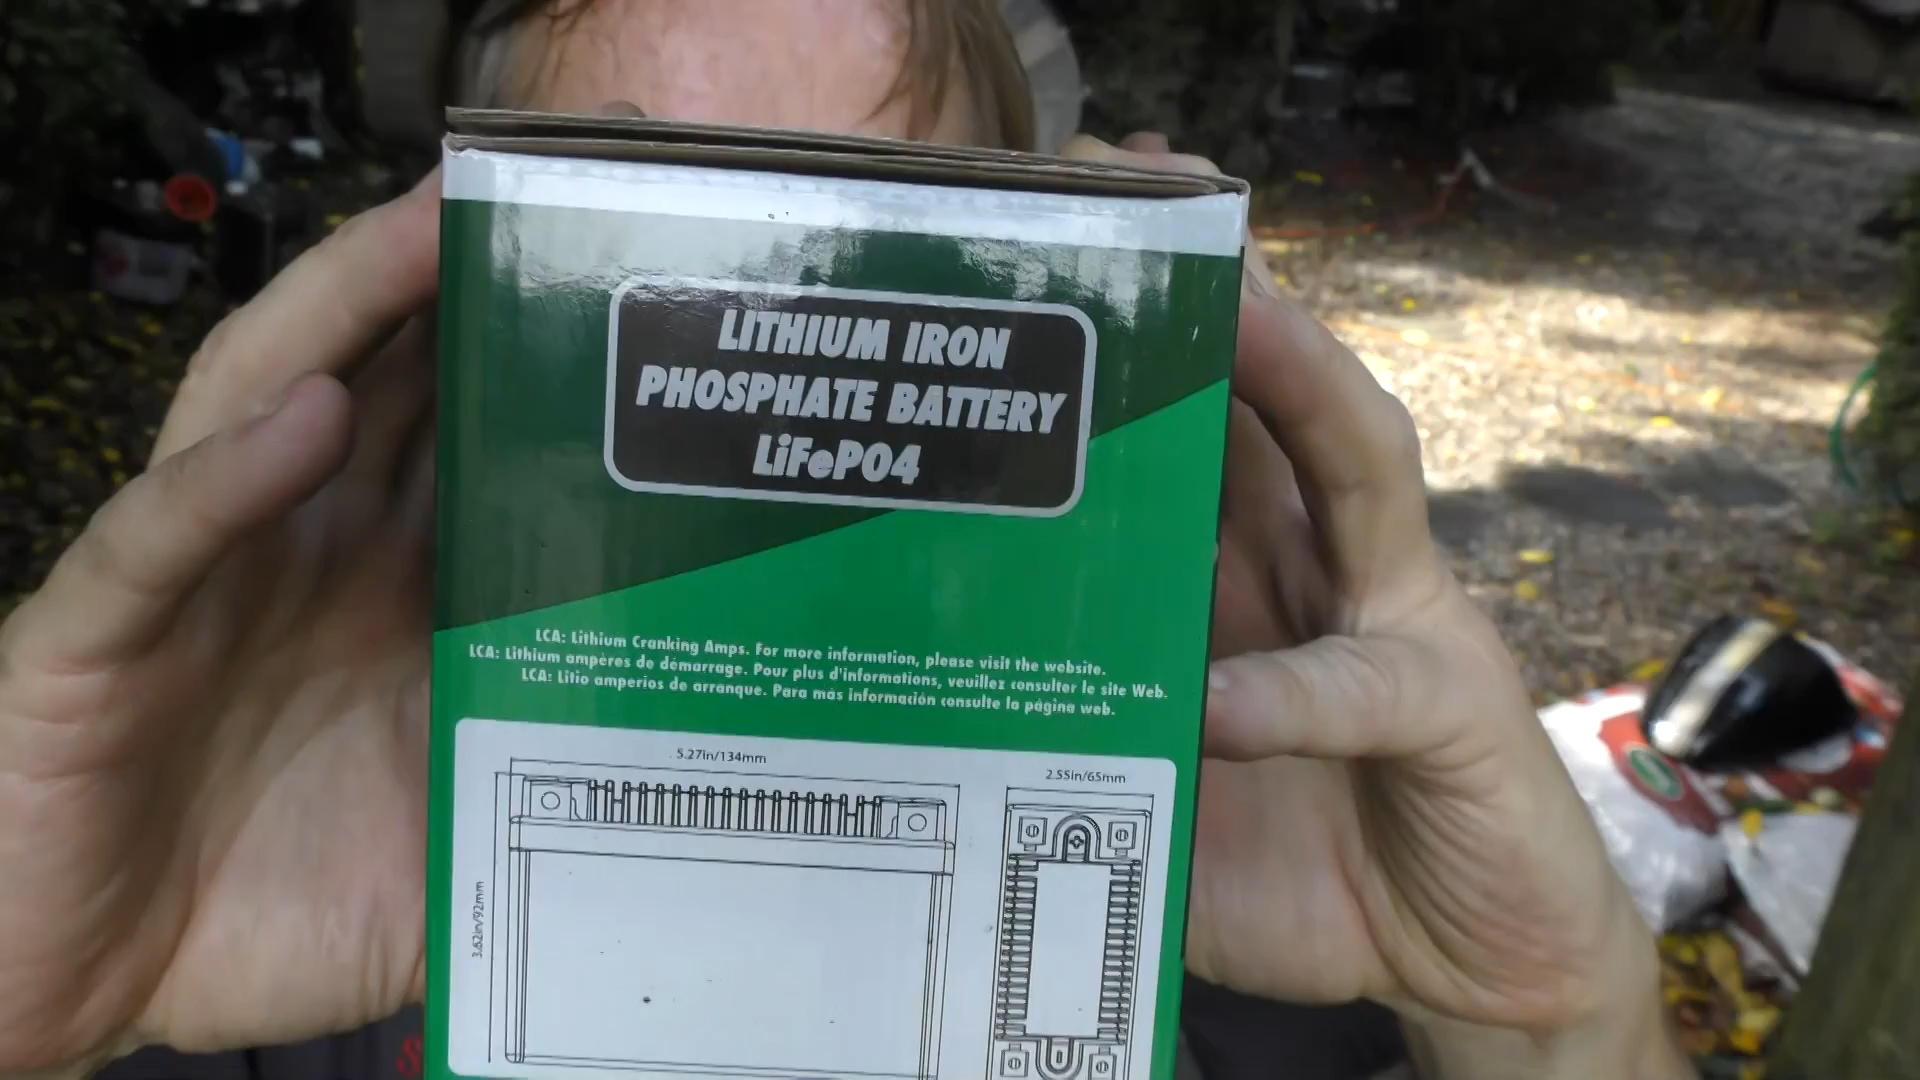 LITHIUM IRON
PHOSPHATE BATTERY
LiFePO4
LCA: Lithium Cranking Amps. For more information, please visit the website.
LCA: Lithium ampères de démarrage. Pour plus d'informations, veuillez consulter le site Web.
LCA: Litio amperios de arranque. Para más información consulte la página web.
5.27in/134mm
2.55in/65mm
3.62in/92mm